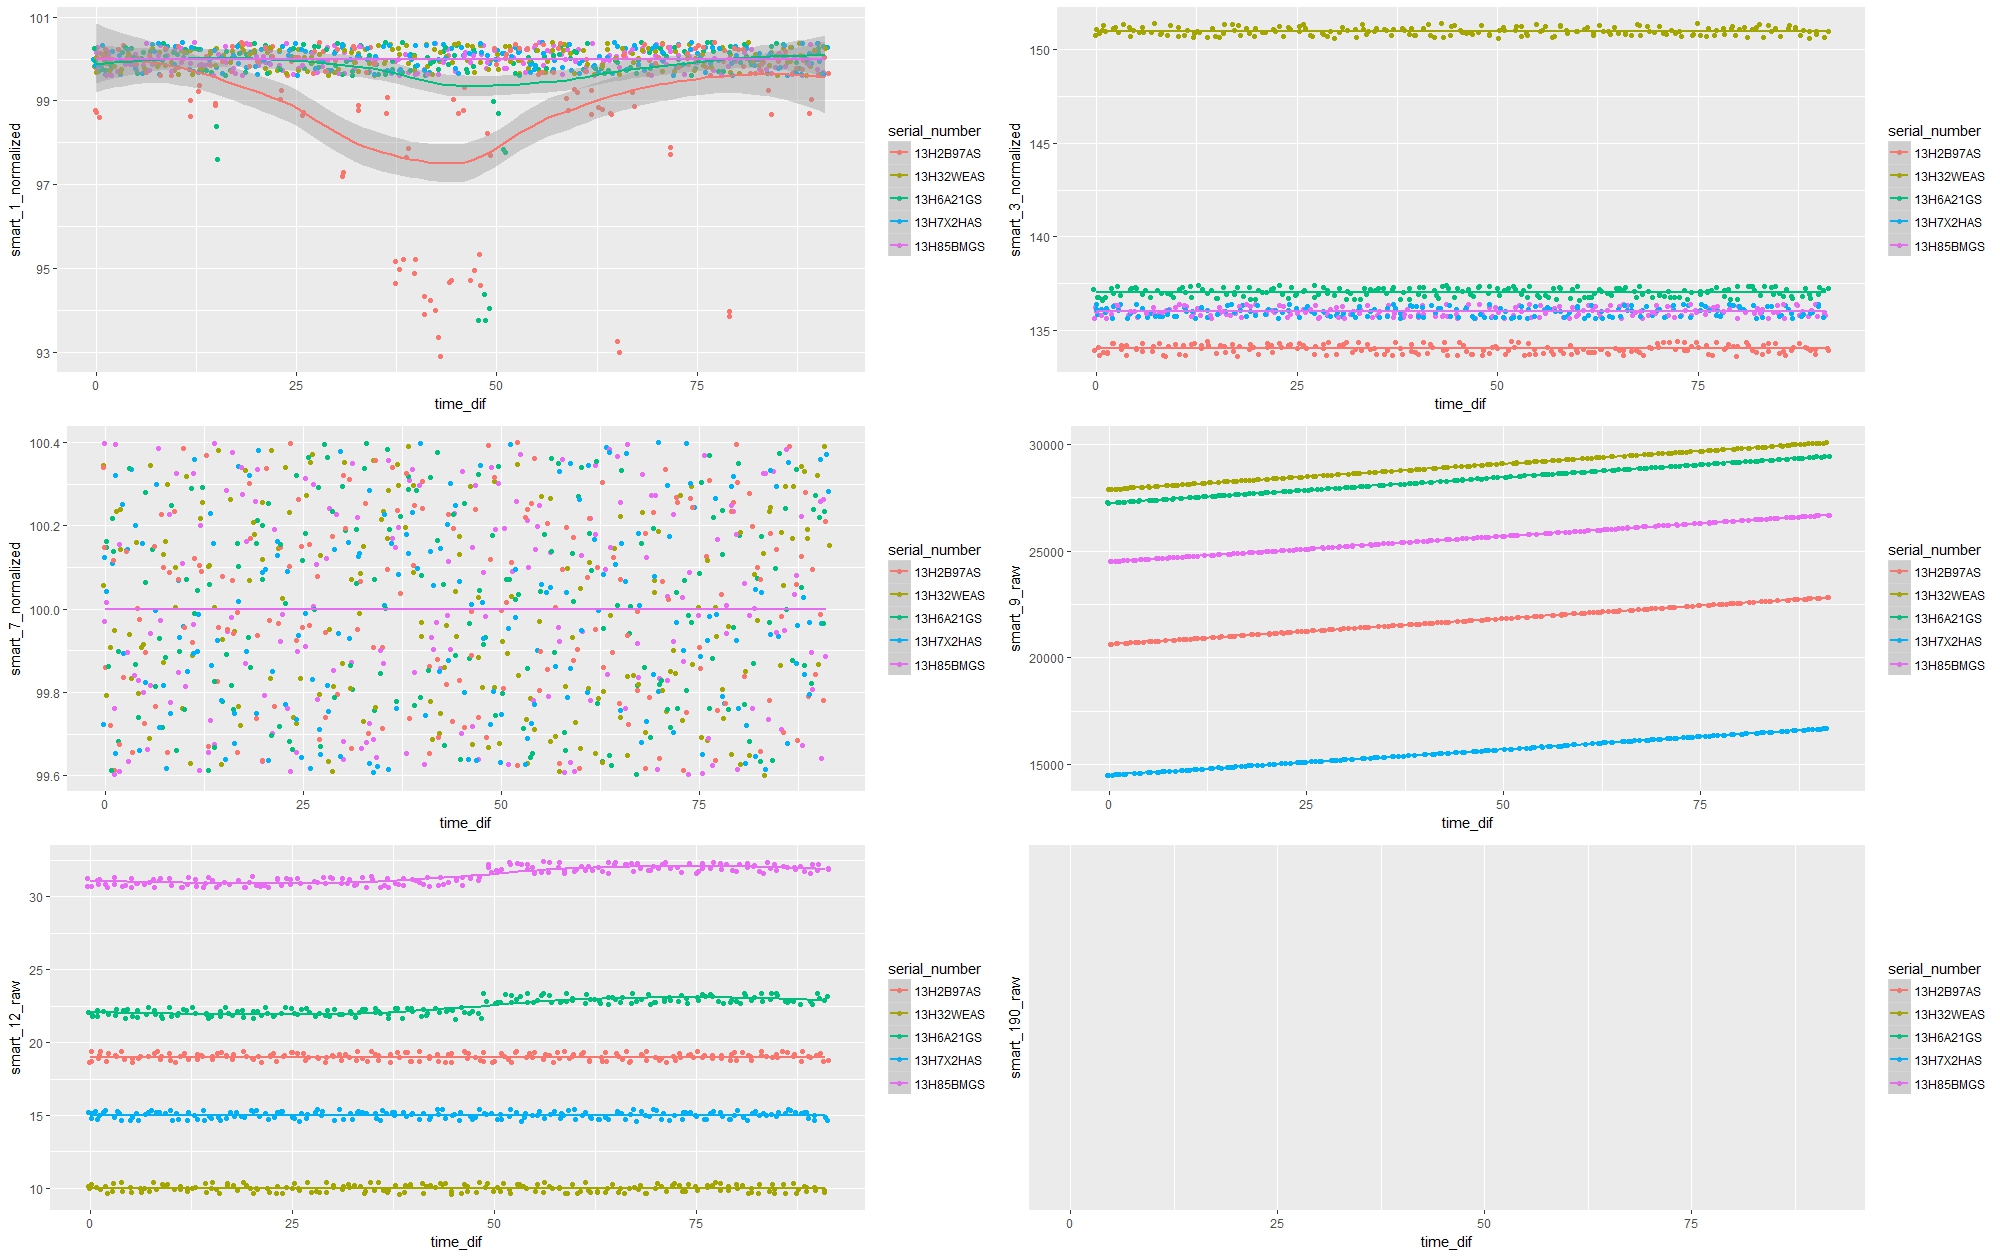 smart_1_normalized
101
99
97
95
93
0 25 50 75
time_dif
serial_number
13H2B97AS
13H32WEAS
13H6A21GS
13H7X2HAS
13H85BMGS
smart_3_normalized
150
145
140
135
0 25 50 75
time_dif
serial_number
13H2B97AS
13H32WEAS
13H6A21GS
13H7X2HAS
13H85BMGS
smart_7_normalized
100.4
100.2
100.0
99.8
99.6
0 25 50 75
time_dif
serial_number
13H2B97AS
13H32WEAS
13H6A21GS
13H7X2HAS
13H85BMGS
smart_9_raw
30000
25000
20000
15000
0 25 50 75
time_dif
serial_number
13H2B97AS
13H32WEAS
13H6A21GS
13H7X2HAS
13H85BMGS
smart_12_raw
30
25
20
15
10
0 25 50 75
time_dif
serial_number
13H2B97AS
13H32WEAS
13H6A21GS
13H7X2HAS
13H85BMGS
smart_190_raw
0 25 50 75
time_dif
serial_number
13H2B97AS
13H32WEAS
13H6A21GS
13H7X2HAS
13H85BMGS